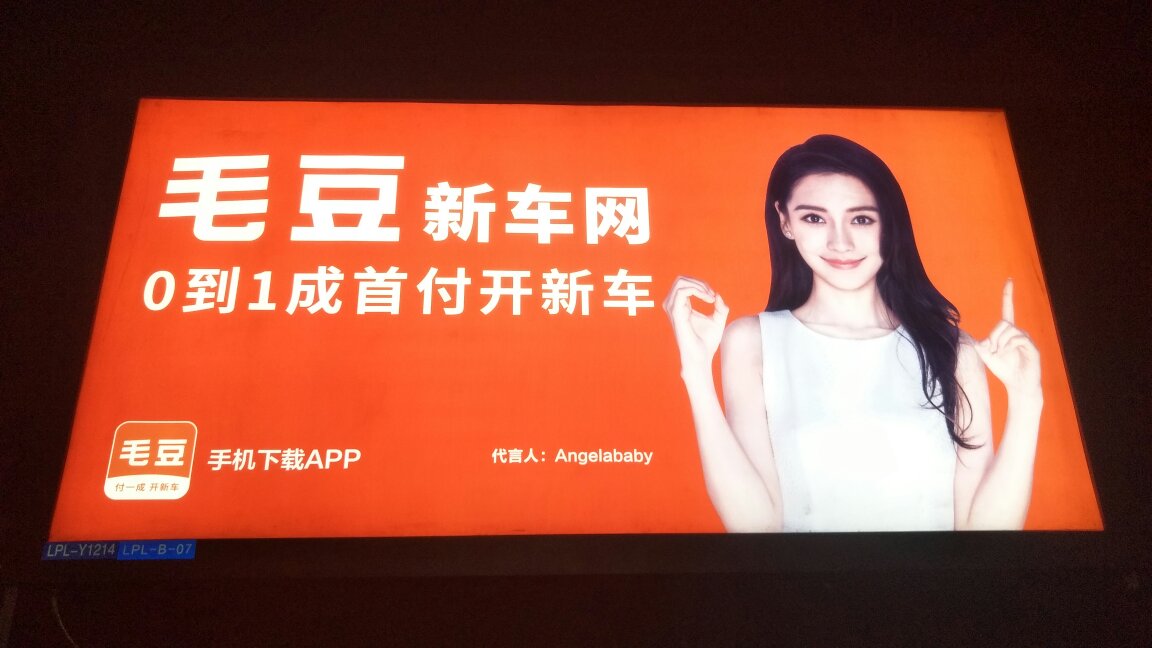 毛豆新车网
0到1成首付开新车
毛豆
付一成 开新车
手机下载APP
代言人：Angelababy
LPL-Y1214 LPL-B-07